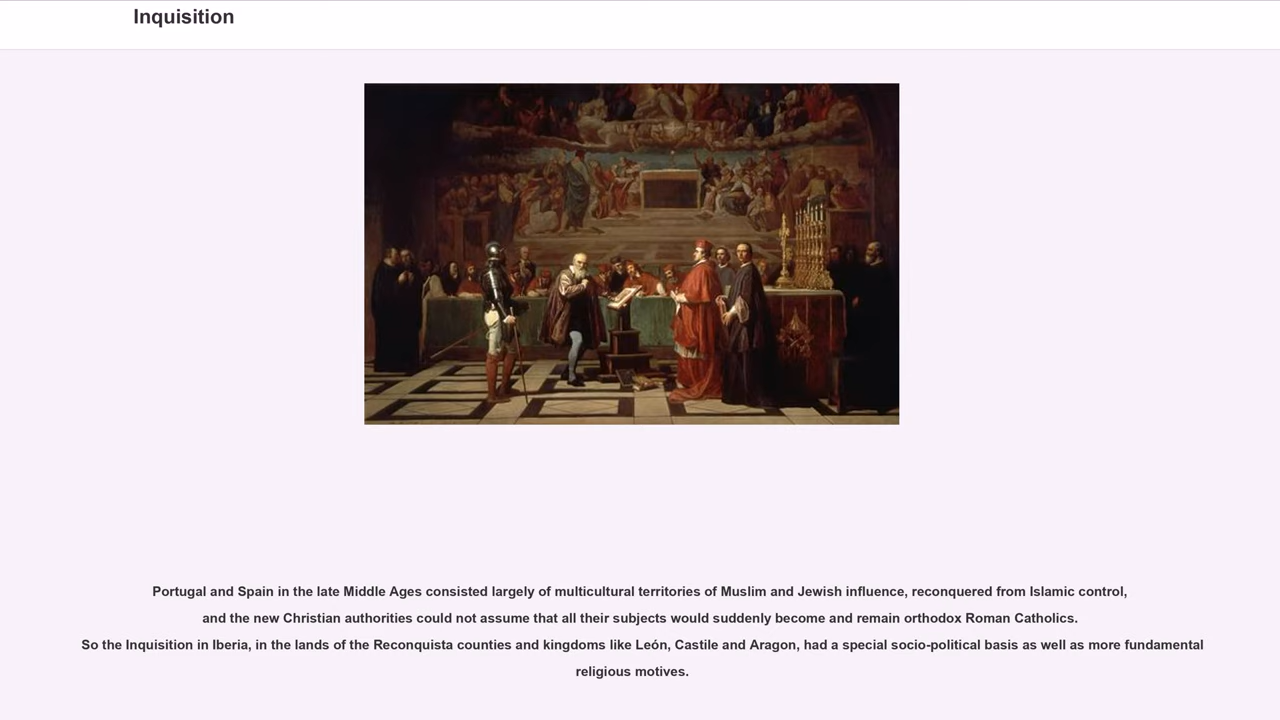 Inquisition
Portugal and Spain in the late Middle Ages consisted largely of multicultural territories of Muslim and Jewish influence, reconquered from Islamic control,
and the new Christian authorities could not assume that all their subjects would suddenly become and remain orthodox Roman Catholics.
So the Inquisition in Iberia, in the lands of the Reconquista counties and kingdoms like León, Castile and Aragon, had a special socio-political basis as well as more fundamental
religious motives.